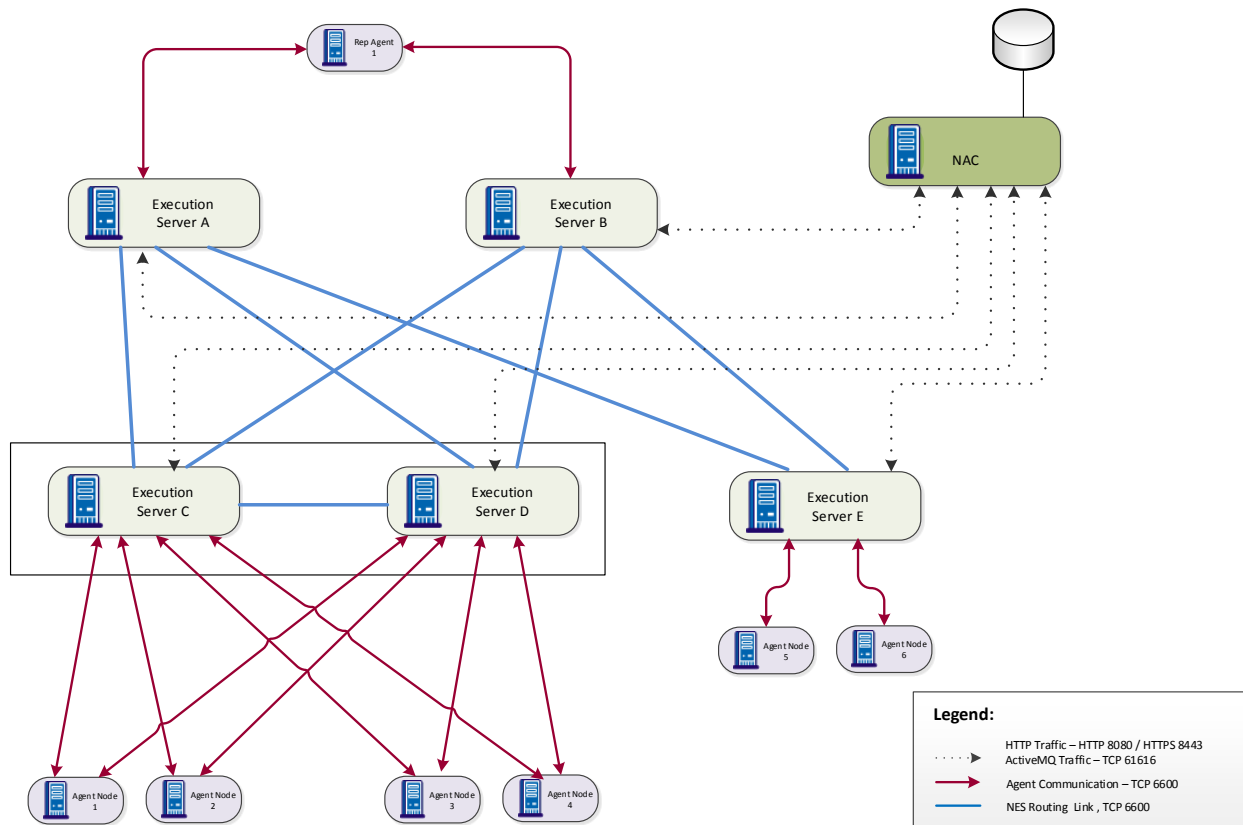 Rep Agent
1
NAC
Execution
Server A
Execution
Server B
Execution
Server C
Execution
Server D
Execution
Server E
Agent Node
5
Agent Node
6
Agent Node
1
Agent Node
2
Agent Node
3
Agent Node
4
Legend:
HTTP Traffic – HTTP 8080 / HTTPS 8443
ActiveMQ Traffic – TCP 61616
Agent Communication – TCP 6600
NES Routing Link , TCP 6600